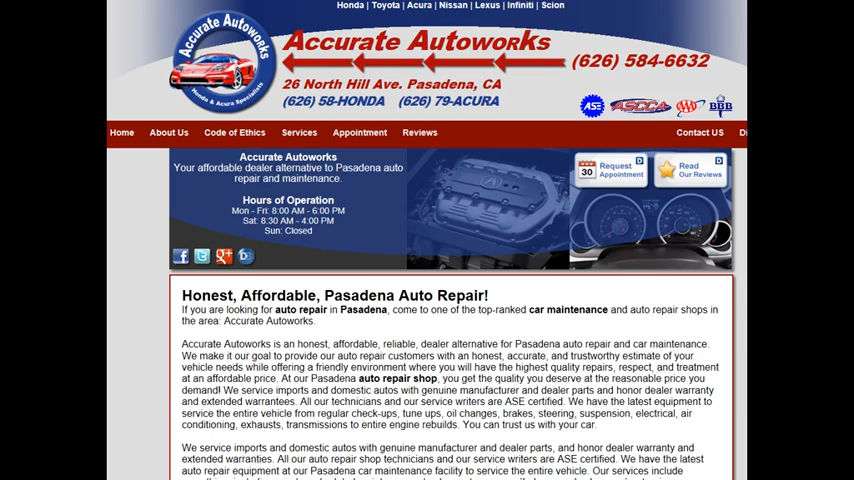 Honda | Toyota | Acura | Nissan | Lexus | Infiniti | Scion
Accurate Autoworks
Honda & Acura Specialists
Accurate Autoworks
(626) 584-6632
26 North Hill Ave. Pasadena, CA
(626) 58-HONDA (626) 79-ACURA
ASE ASCCA AAA BBB
Home About Us Code of Ethics Services Appointment Reviews Contact US Di
Accurate Autoworks
Your affordable dealer alternative to Pasadena auto
repair and maintenance.
Hours of Operation
Mon - Fri: 8:00 AM - 6:00 PM
Sat: 8:30 AM - 4:00 PM
Sun: Closed
30 Request
Appointment
Read
Our Reviews
Honest, Affordable, Pasadena Auto Repair!
If you are looking for auto repair in Pasadena, come to one of the top-ranked car maintenance and auto repair shops in
the area: Accurate Autoworks.
Accurate Autoworks is an honest, affordable, reliable, dealer alternative for Pasadena auto repair and car maintenance.
We make it our goal to provide our auto repair customers with an honest, accurate, and trustworthy estimate of your
vehicle needs while offering a friendly environment where you will have the highest quality repairs, respect, and treatment
at an affordable price. At our Pasadena auto repair shop, you get the quality you deserve at the reasonable price you
demand! We service imports and domestic autos with genuine manufacturer and dealer parts and honor dealer warranty
and extended warrantees. All our technicians and our service writers are ASE certified. We have the latest equipment to
service the entire vehicle from regular check-ups, tune ups, oil changes, brakes, steering, suspension, electrical, air
conditioning, exhausts, transmissions to entire engine rebuilds. You can trust us with your car.
We service imports and domestic autos with genuine manufacturer and dealer parts, and honor dealer warranty and
extended warranties. All our auto repair shop technicians and our service writers are ASE certified. We have the latest
auto repair equipment at our Pasadena car maintenance facility to service the entire vehicle. Our services include